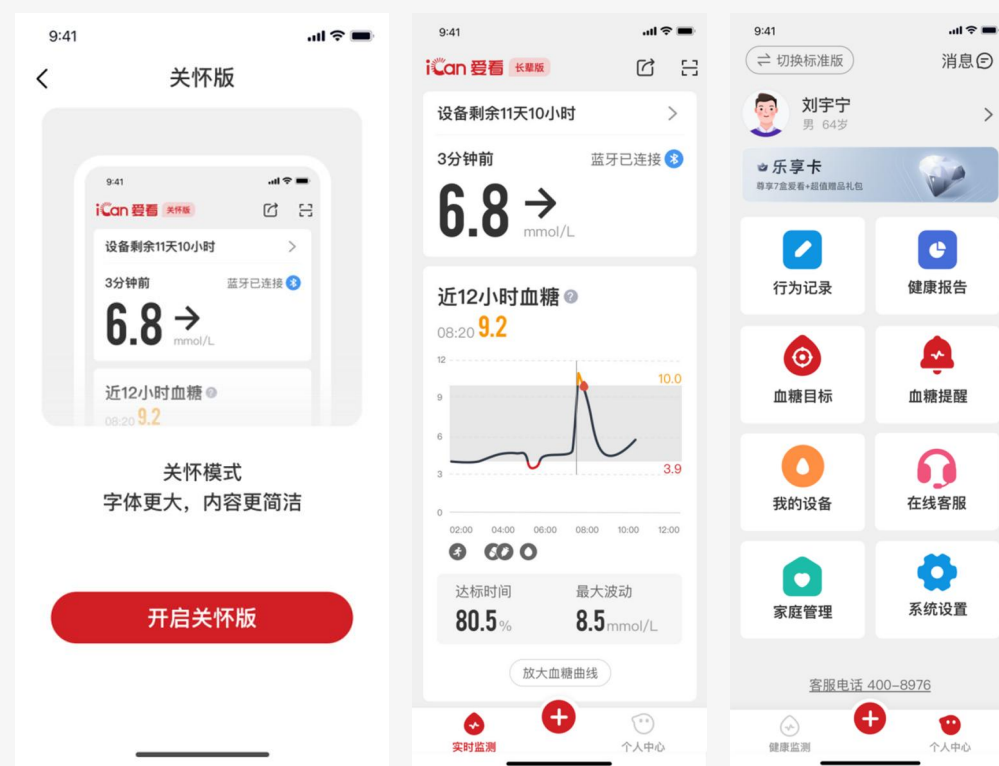 9:41
关怀版
9:41
iCan 爱看 关怀版
设备剩余11天10小时
3分钟前
蓝牙已连接
6.8
mmol/L
近12小时血糖 ?
08:20 9.2
关怀模式
字体更大，内容更简洁
开启关怀版
9:41
iCan 爱看 长辈版
设备剩余11天10小时
3分钟前
蓝牙已连接
6.8
mmol/L
近12小时血糖 ?
08:20 9.2
12
10.0
9
6
3
3.9
0
02:00 04:00 06:00 08:00 10:00 12:00
达标时间
最大波动
80.5%
8.5mmol/L
放大血糖曲线
实时监测
个人中心
9:41
切换标准版
消息
刘宇宁
男 64岁
乐享卡
尊享7盒爱看+超值赠品礼包
行为记录
健康报告
血糖目标
血糖提醒
我的设备
在线客服
家庭管理
系统设置
客服电话 400-8976
健康监测
个人中心